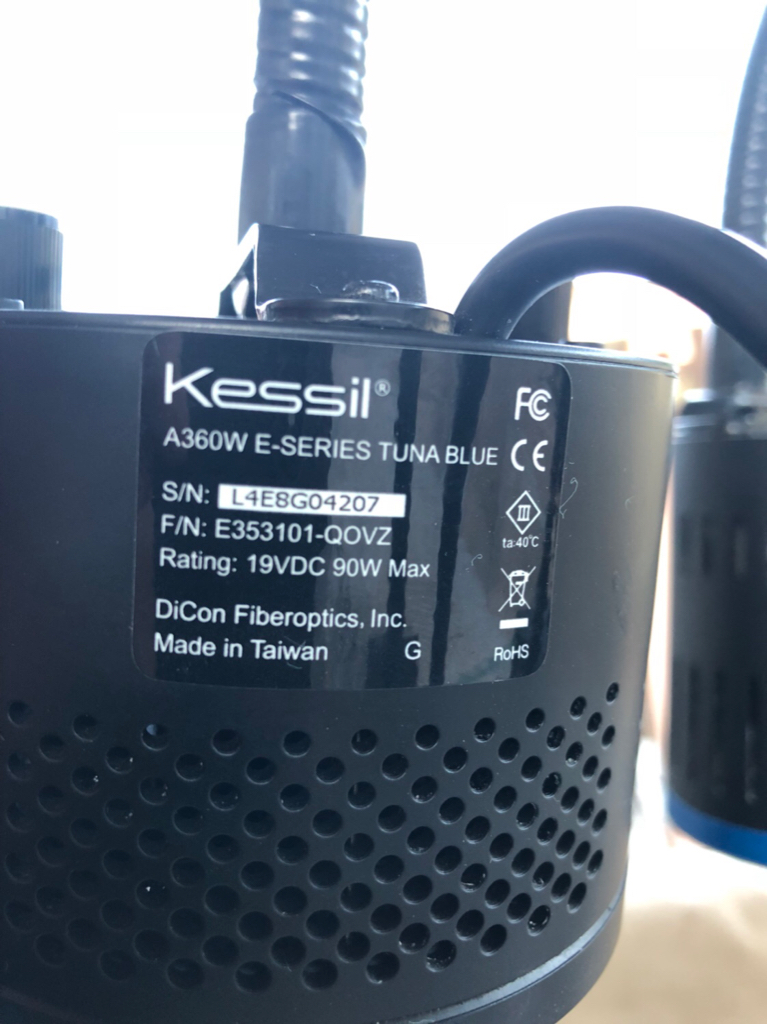 Kessil®
A360W E-SERIES TUNA BLUE
S/N: L4E8G04207
F/N: E353101-QOVZ
Rating: 19VDC 90W Max
DiCon Fiberoptics, Inc.
Made in Taiwan G
FC
CE
III
ta:40°C
RoHS